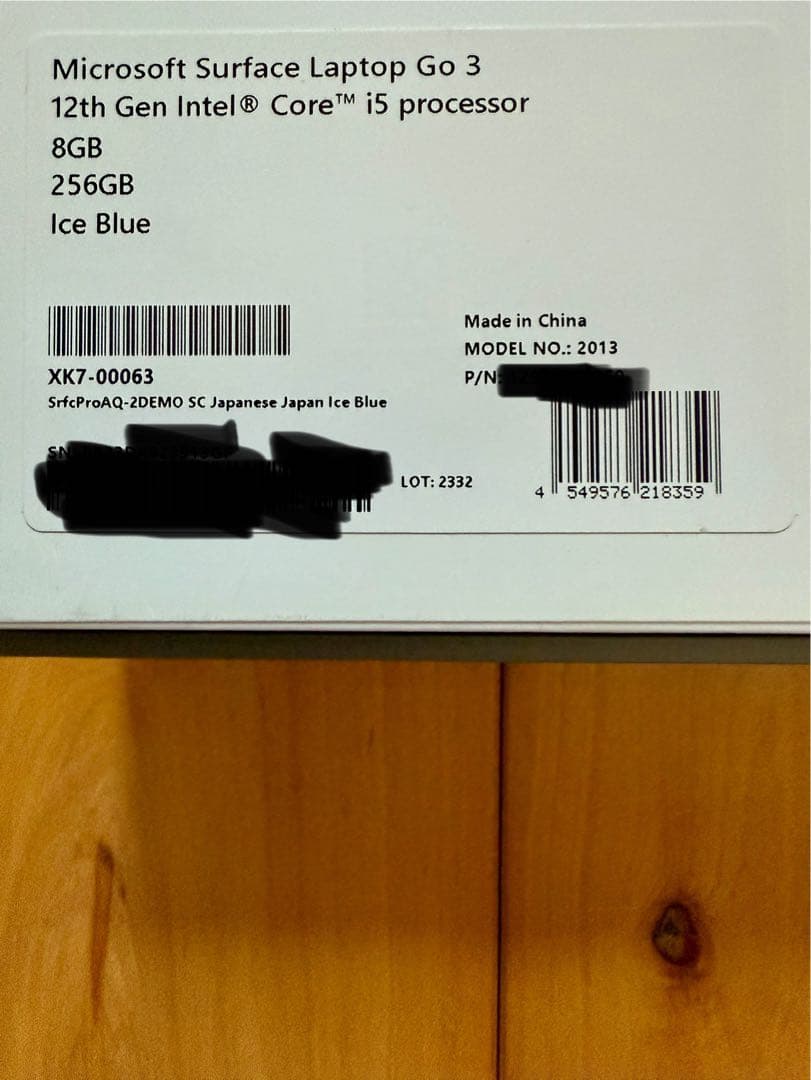 Microsoft Surface Laptop Go 3
12th Gen Intel® Core™ i5 processor
8GB
256GB
Ice Blue
XK7-00063
SrfcProAQ-2DEMO SC Japanese Japan Ice Blue
SN
LOT: 2332
Made in China
MODEL NO.: 2013
P/N:
4 549576 218359